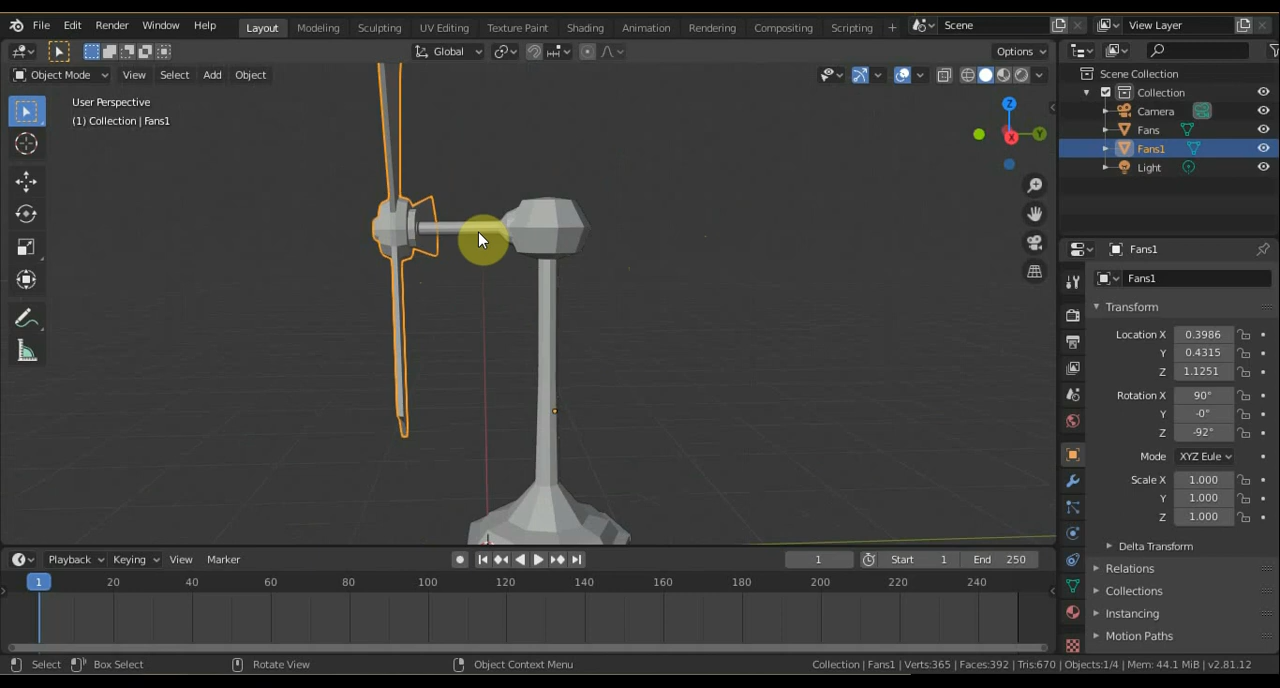 File Edit Render Window Help Layout Modeling Sculpting UV Editing Texture Paint Shading Animation Rendering Compositing Scripting + Scene View Layer
Global Options
Object Mode View Select Add Object
User Perspective
(1) Collection | Fans1
Z
Y
X
Scene Collection
Collection
Camera
Fans
Fans1
Light
Fans1
Fans1
Transform
Location X 0.3986
Y 0.4315
Z 1.1251
Rotation X 90°
Y -0°
Z -92°
Mode XYZ Eule
Scale X 1.000
Y 1.000
Z 1.000
Delta Transform
Relations
Collections
Instancing
Motion Paths
Playback Keying View Marker 1 Start 1 End 250
1 20 40 60 80 100 120 140 160 180 200 220 240
Select Box Select Rotate View Object Context Menu Collection | Fans1 | Verts:365 | Faces:392 | Tris:670 | Objects:1/4 | Mem: 44.1 MiB | v2.81.12